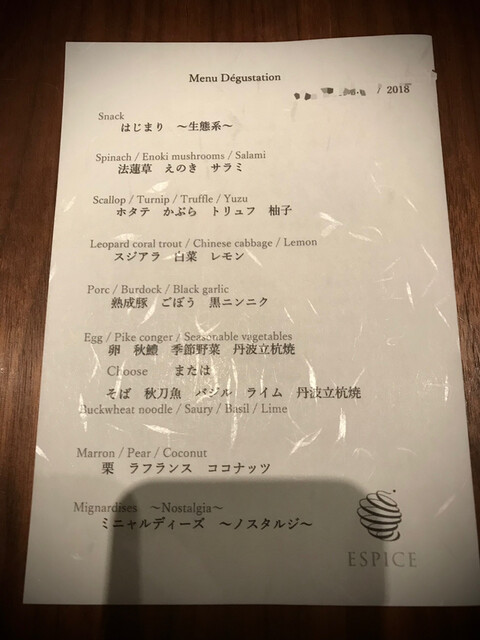 Menu Dégustation
/ 2018
Snack
はじまり ～生態系～
Spinach / Enoki mushrooms / Salami
法蓮草 えのき サラミ
Scallop / Turnip / Truffle / Yuzu
ホタテ かぶら トリュフ 柚子
Leopard coral trout / Chinese cabbage / Lemon
スジアラ 白菜 レモン
Porc / Burdock / Black garlic
熟成豚 ごぼう 黒ニンニク
Egg / Pike conger / Seasonable vagetables
卵 秋鱧 季節野菜 丹波立杭焼
Choose または
そば 秋刀魚 バジル ライム 丹波立杭焼
Buckwheat noodle / Saury / Basil / Lime
Marron / Pear / Coconut
栗 ラフランス ココナッツ
Mignardises ～Nostalgia～
ミニャルディーズ ～ノスタルジ～
ESPICE